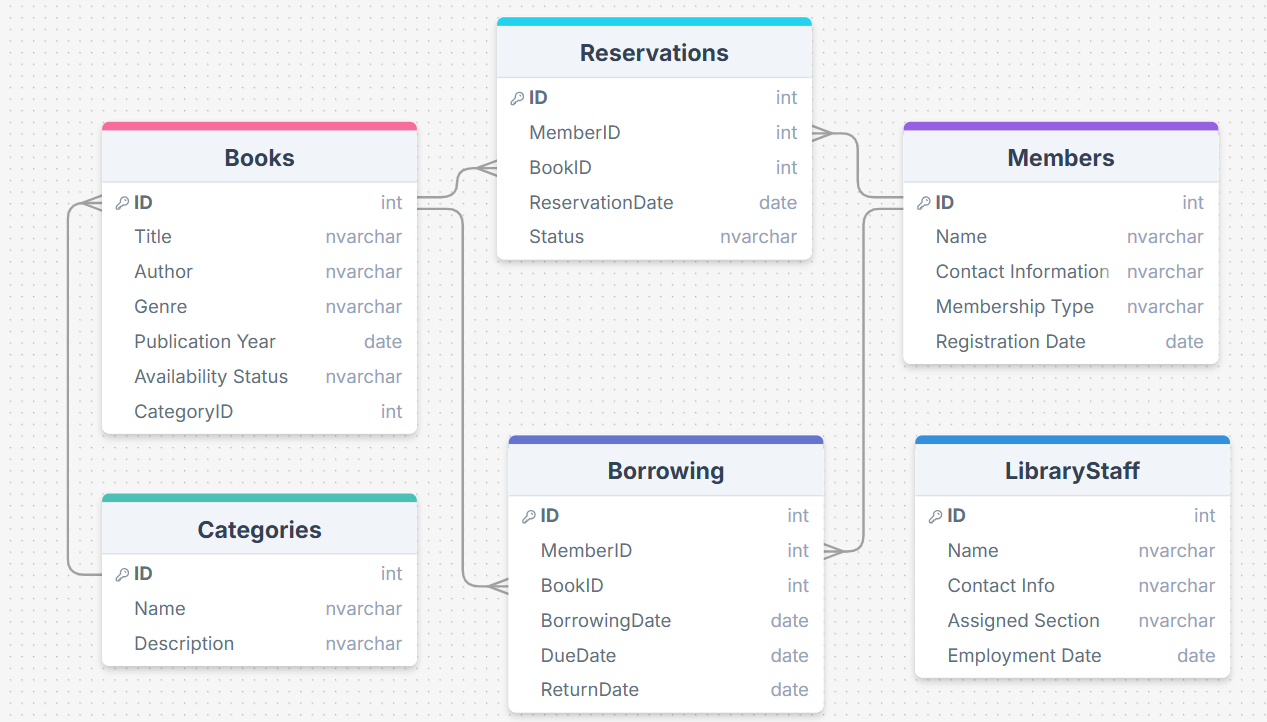 Reservations
ID int
MemberID int
BookID int
ReservationDate date
Status nvarchar
Books
ID int
Title nvarchar
Author nvarchar
Genre nvarchar
Publication Year date
Availability Status nvarchar
CategoryID int
Members
ID int
Name nvarchar
Contact Information nvarchar
Membership Type nvarchar
Registration Date date
Categories
ID int
Name nvarchar
Description nvarchar
Borrowing
ID int
MemberID int
BookID int
BorrowingDate date
DueDate date
ReturnDate date
LibraryStaff
ID int
Name nvarchar
Contact Info nvarchar
Assigned Section nvarchar
Employment Date date